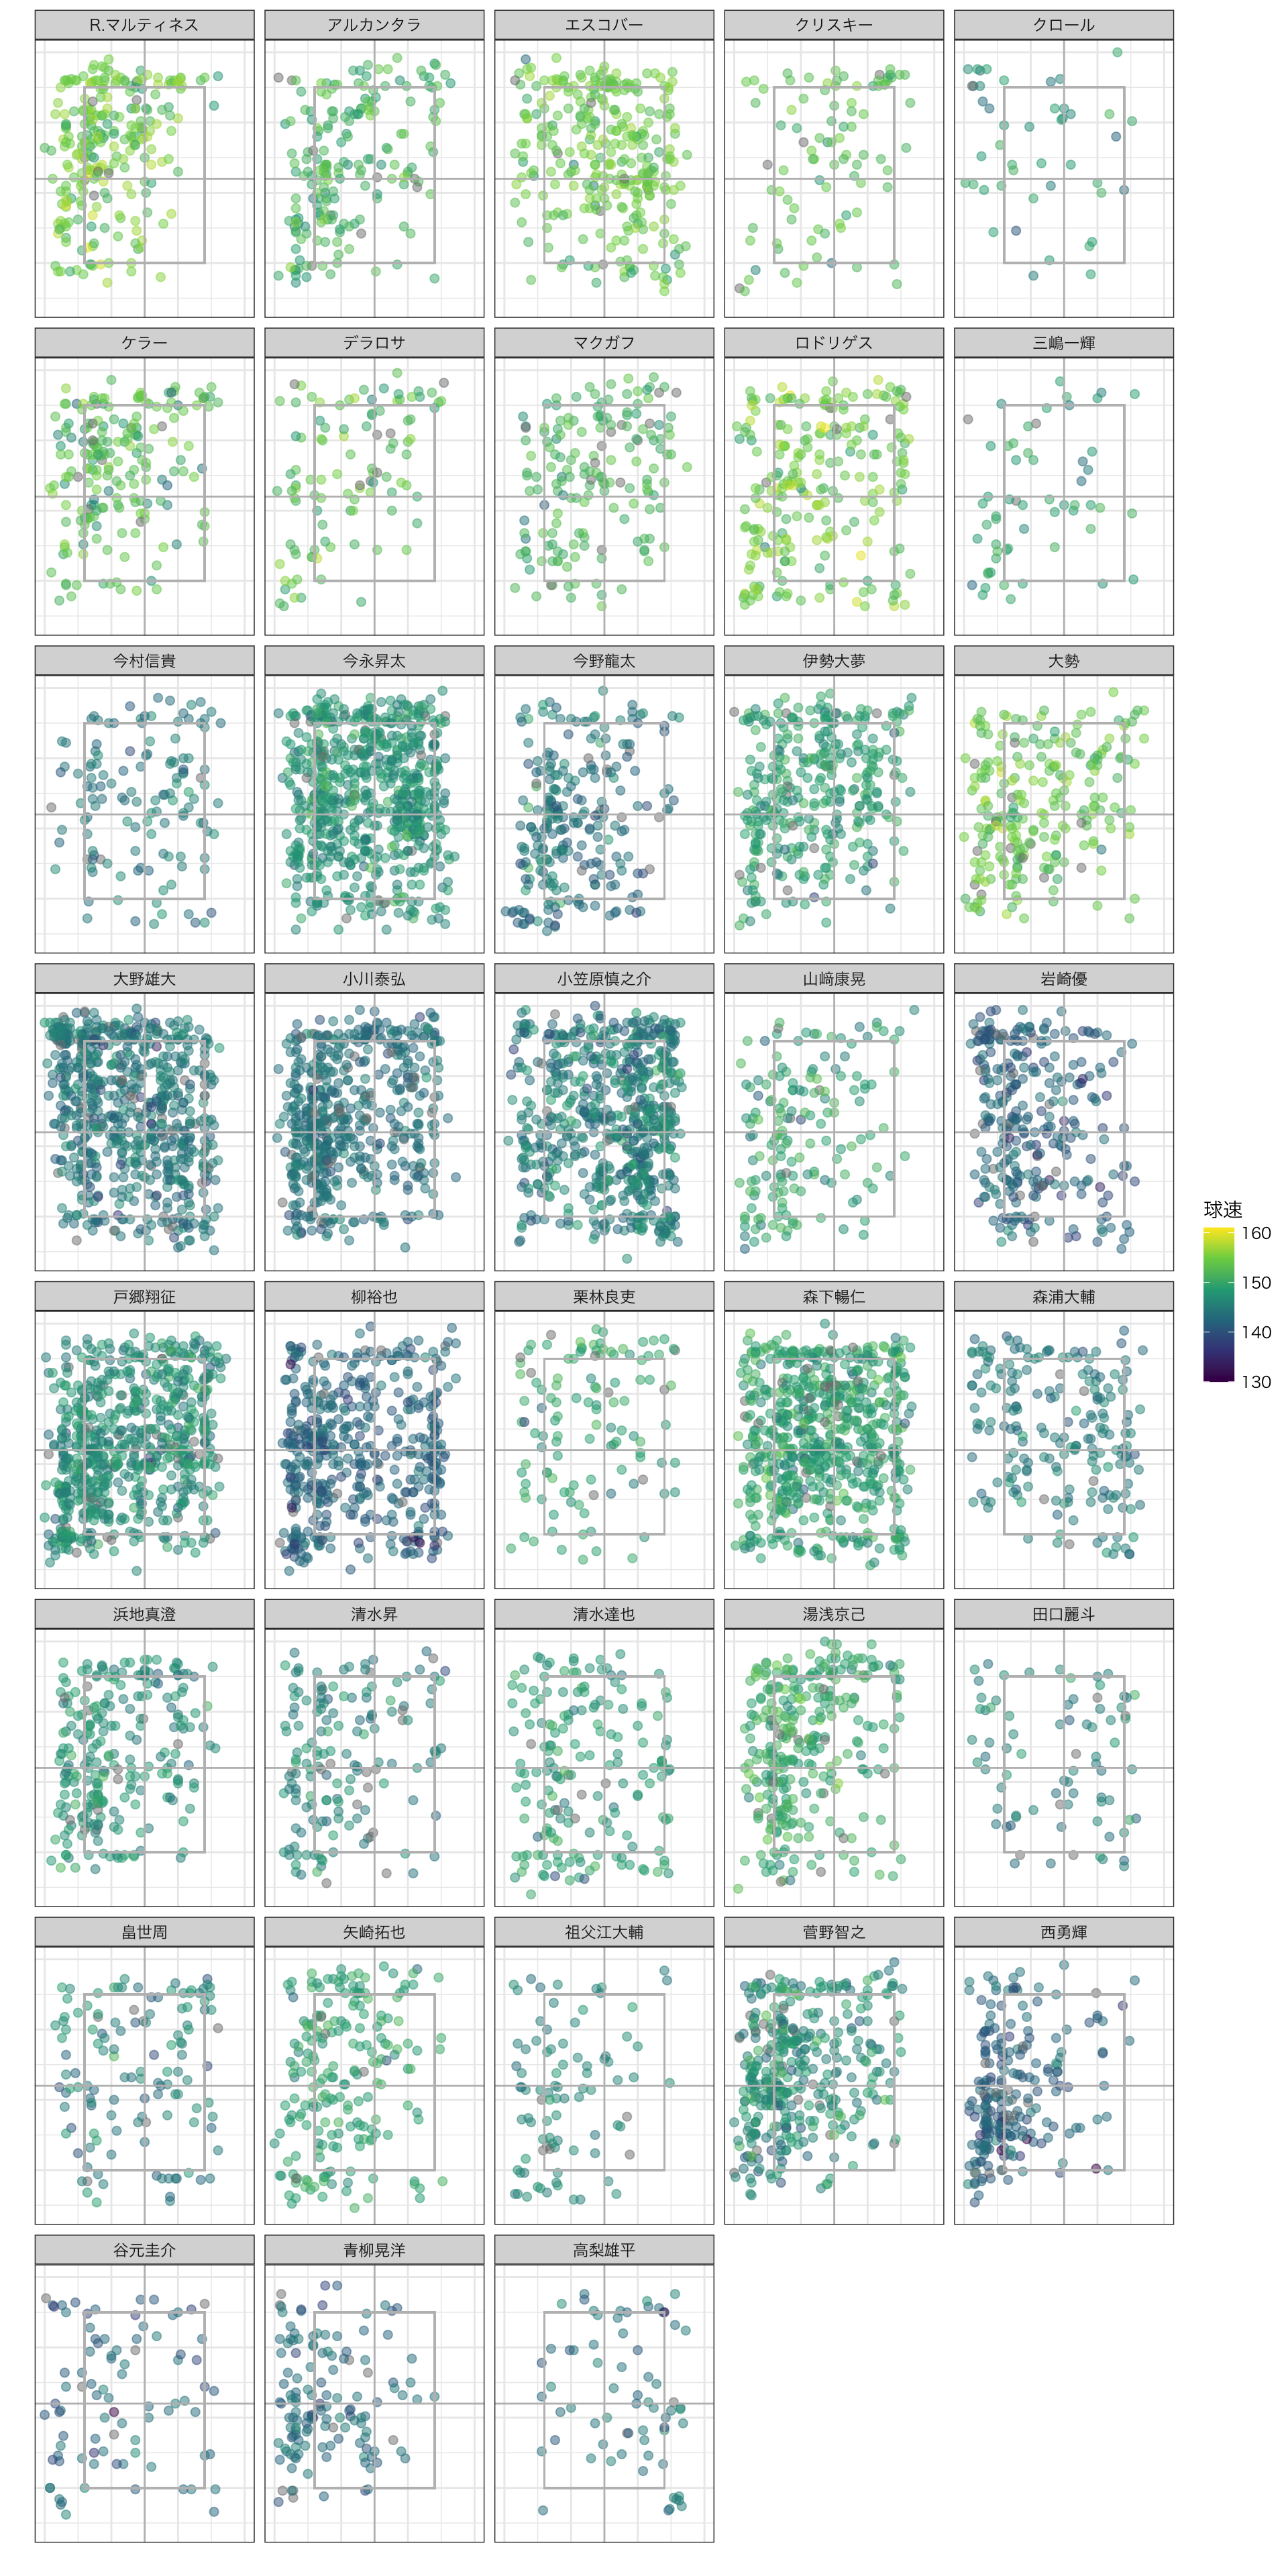 R.マルティネス
アルカンタラ
エスコバー
クリスキー
クロール
ケラー
デラロサ
マクガフ
ロドリゲス
三嶋一輝
今村信貴
今永昇太
今野龍太
伊勢大夢
大勢
大野雄大
小川泰弘
小笠原慎之介
山﨑康晃
岩崎優
球速
160
150
140
130
戸郷翔征
柳裕也
栗林良吏
森下暢仁
森浦大輔
浜地真澄
清水昇
清水達也
湯浅京己
田口麗斗
畠世周
矢崎拓也
祖父江大輔
菅野智之
西勇輝
谷元圭介
青柳晃洋
高梨雄平